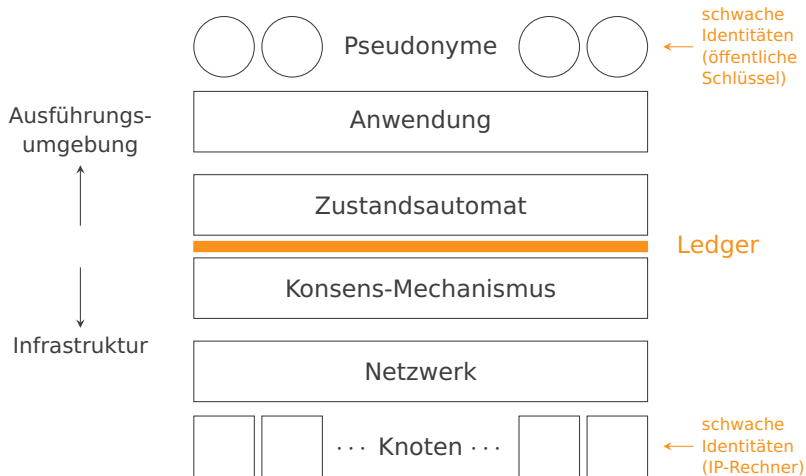 Pseudonyme
schwache
Identitäten
(öffentliche
Schlüssel)
Ausführungs-
umgebung
Anwendung
Zustandsautomat
Ledger
Konsens-Mechanismus
Infrastruktur
Netzwerk
··· Knoten ···
schwache
Identitäten
(IP-Rechner)